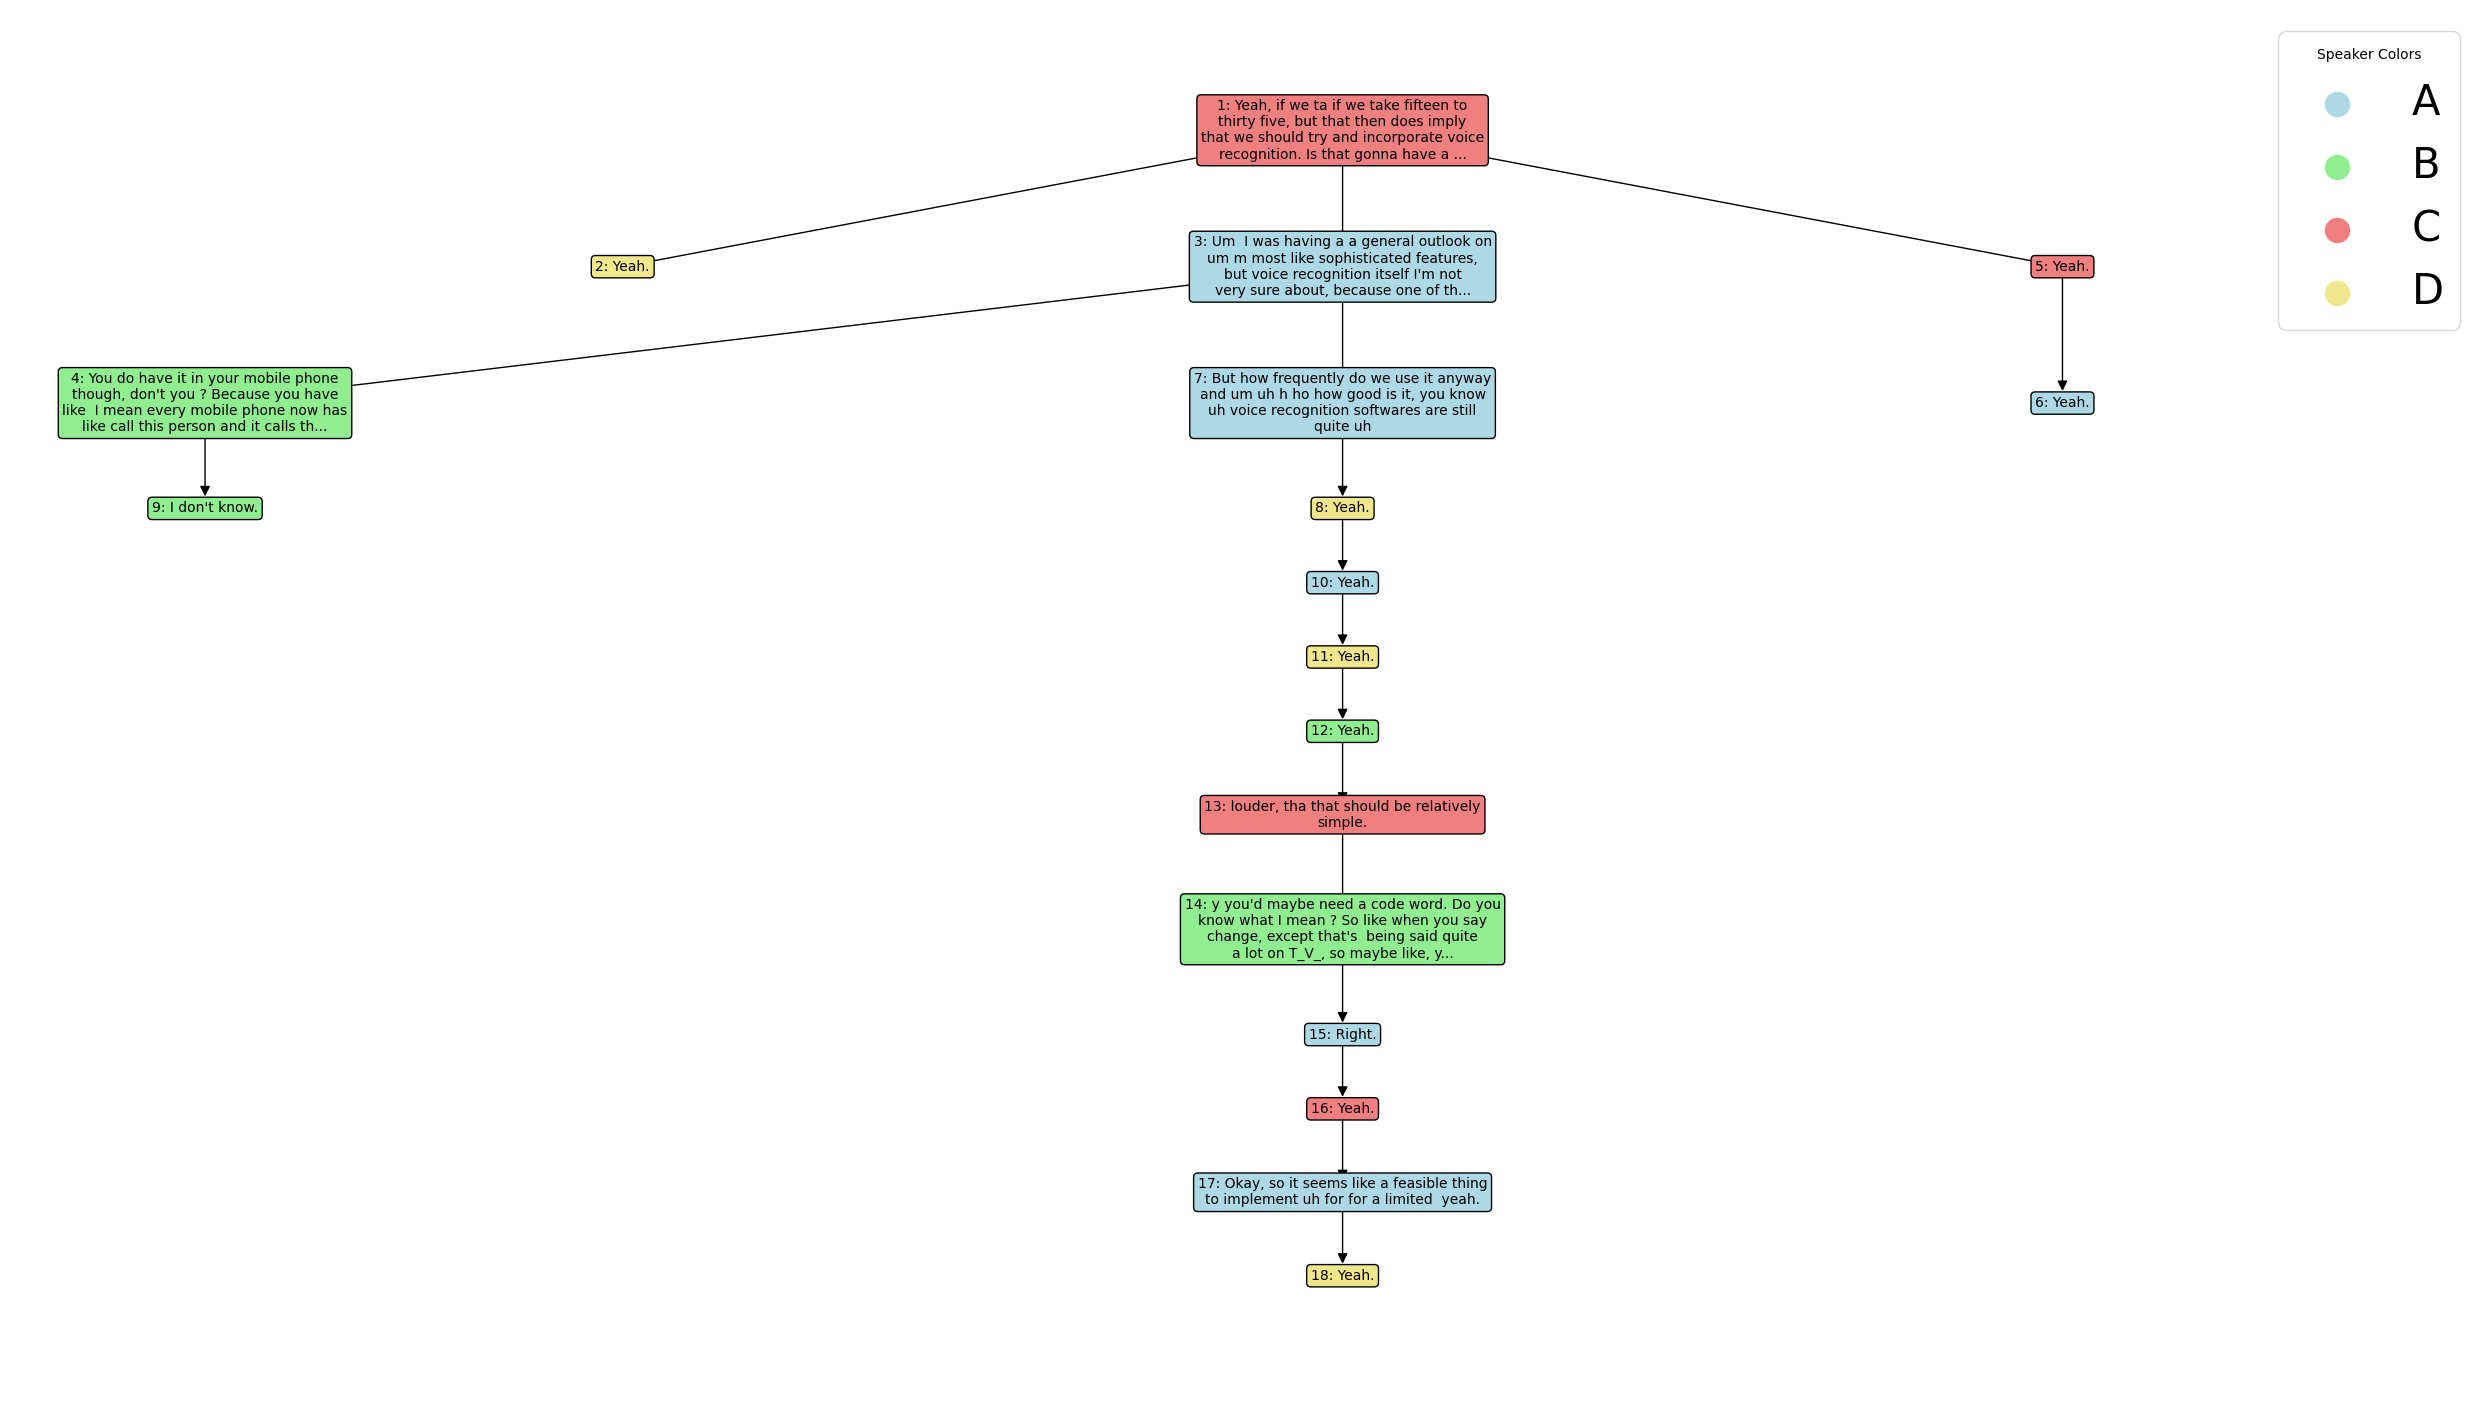 Speaker Colors
A
B
C
D
1: Yeah, if we ta if we take fifteen to
thirty five, but that then does imply
that we should try and incorporate voice
recognition. Is that gonna have a ...
2: Yeah.
3: Um  I was having a a general outlook on
um m most like sophisticated features,
but voice recognition itself I'm not
very sure about, because one of th...
5: Yeah.
4: You do have it in your mobile phone
though, don't you ? Because you have
like  I mean every mobile phone now has
like call this person and it calls th...
7: But how frequently do we use it anyway
and um uh h ho how good is it, you know
uh voice recognition softwares are still
quite uh
6: Yeah.
9: I don't know.
8: Yeah.
10: Yeah.
11: Yeah.
12: Yeah.
13: louder, tha that should be relatively
simple.
14: y you'd maybe need a code word. Do you
know what I mean ? So like when you say
change, except that's  being said quite
a lot on T_V_, so maybe like, y...
15: Right.
16: Yeah.
17: Okay, so it seems like a feasible thing
to implement uh for for a limited  yeah.
18: Yeah.